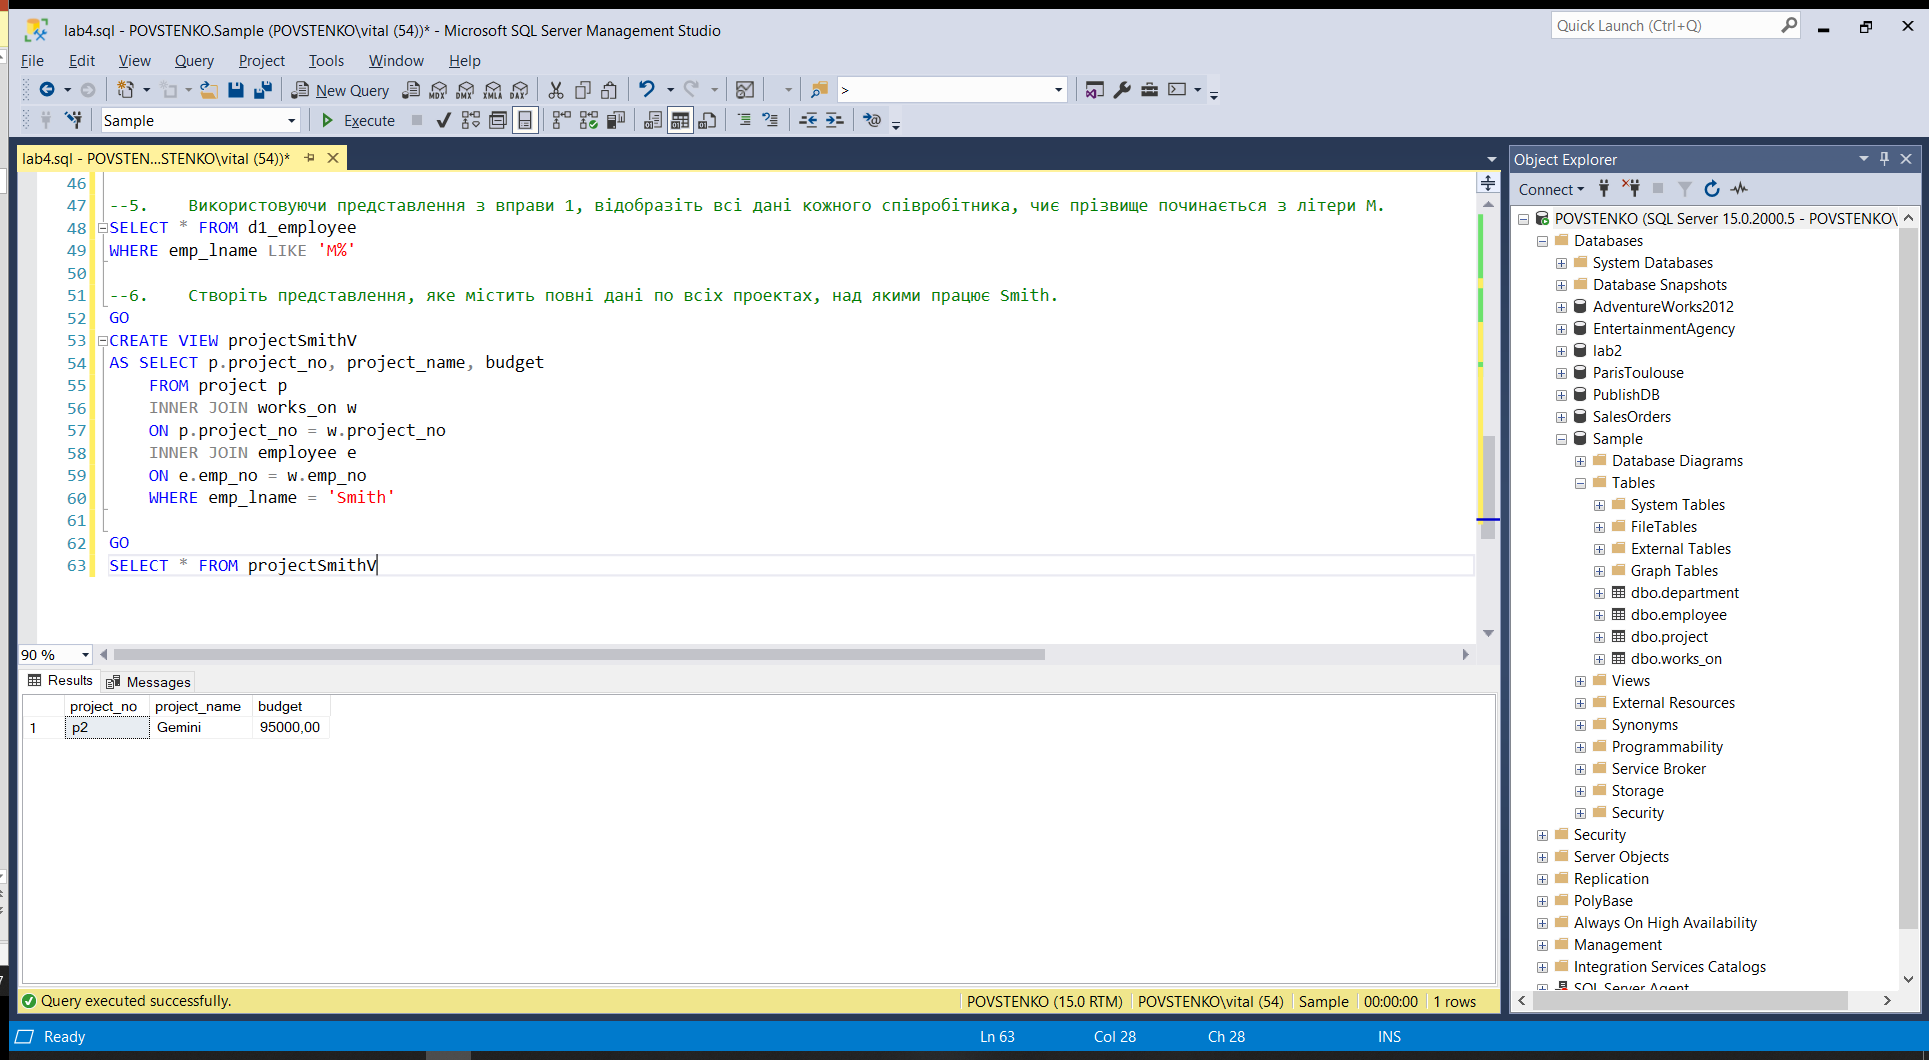 lab4.sql - POVSTENKO.Sample (POVSTENKO\vital (54))* - Microsoft SQL Server Management Studio
Quick Launch (Ctrl+Q)
File Edit View Query Project Tools Window Help
New Query MDX DMX XMLA DAX >
Sample Execute
lab4.sql - POVSTEN...STENKO\vital (54))*
46
47 --5. Використовуючи представлення з вправи 1, відобразіть всі дані кожного співробітника, чиє прізвище починається з літери М.
48 SELECT * FROM d1_employee
49 WHERE emp_lname LIKE 'M%'
50
51 --6. Створіть представлення, яке містить повні дані по всіх проектах, над якими працює Smith.
52 GO
53 CREATE VIEW projectSmithV
54 AS SELECT p.project_no, project_name, budget
55 FROM project p
56 INNER JOIN works_on w
57 ON p.project_no = w.project_no
58 INNER JOIN employee e
59 ON e.emp_no = w.emp_no
60 WHERE emp_lname = 'Smith'
61
62 GO
63 SELECT * FROM projectSmithV
90 %
Results Messages
project_no project_name budget
1 p2 Gemini 95000,00
Query executed successfully.
POVSTENKO (15.0 RTM) POVSTENKO\vital (54) Sample 00:00:00 1 rows
Ready Ln 63 Col 28 Ch 28 INS
Object Explorer
Connect
POVSTENKO (SQL Server 15.0.2000.5 - POVSTENKO\
Databases
System Databases
Database Snapshots
AdventureWorks2012
EntertainmentAgency
lab2
ParisToulouse
PublishDB
SalesOrders
Sample
Database Diagrams
Tables
System Tables
FileTables
External Tables
Graph Tables
dbo.department
dbo.employee
dbo.project
dbo.works_on
Views
External Resources
Synonyms
Programmability
Service Broker
Storage
Security
Security
Server Objects
Replication
PolyBase
Always On High Availability
Management
Integration Services Catalogs
SQL Server Agent